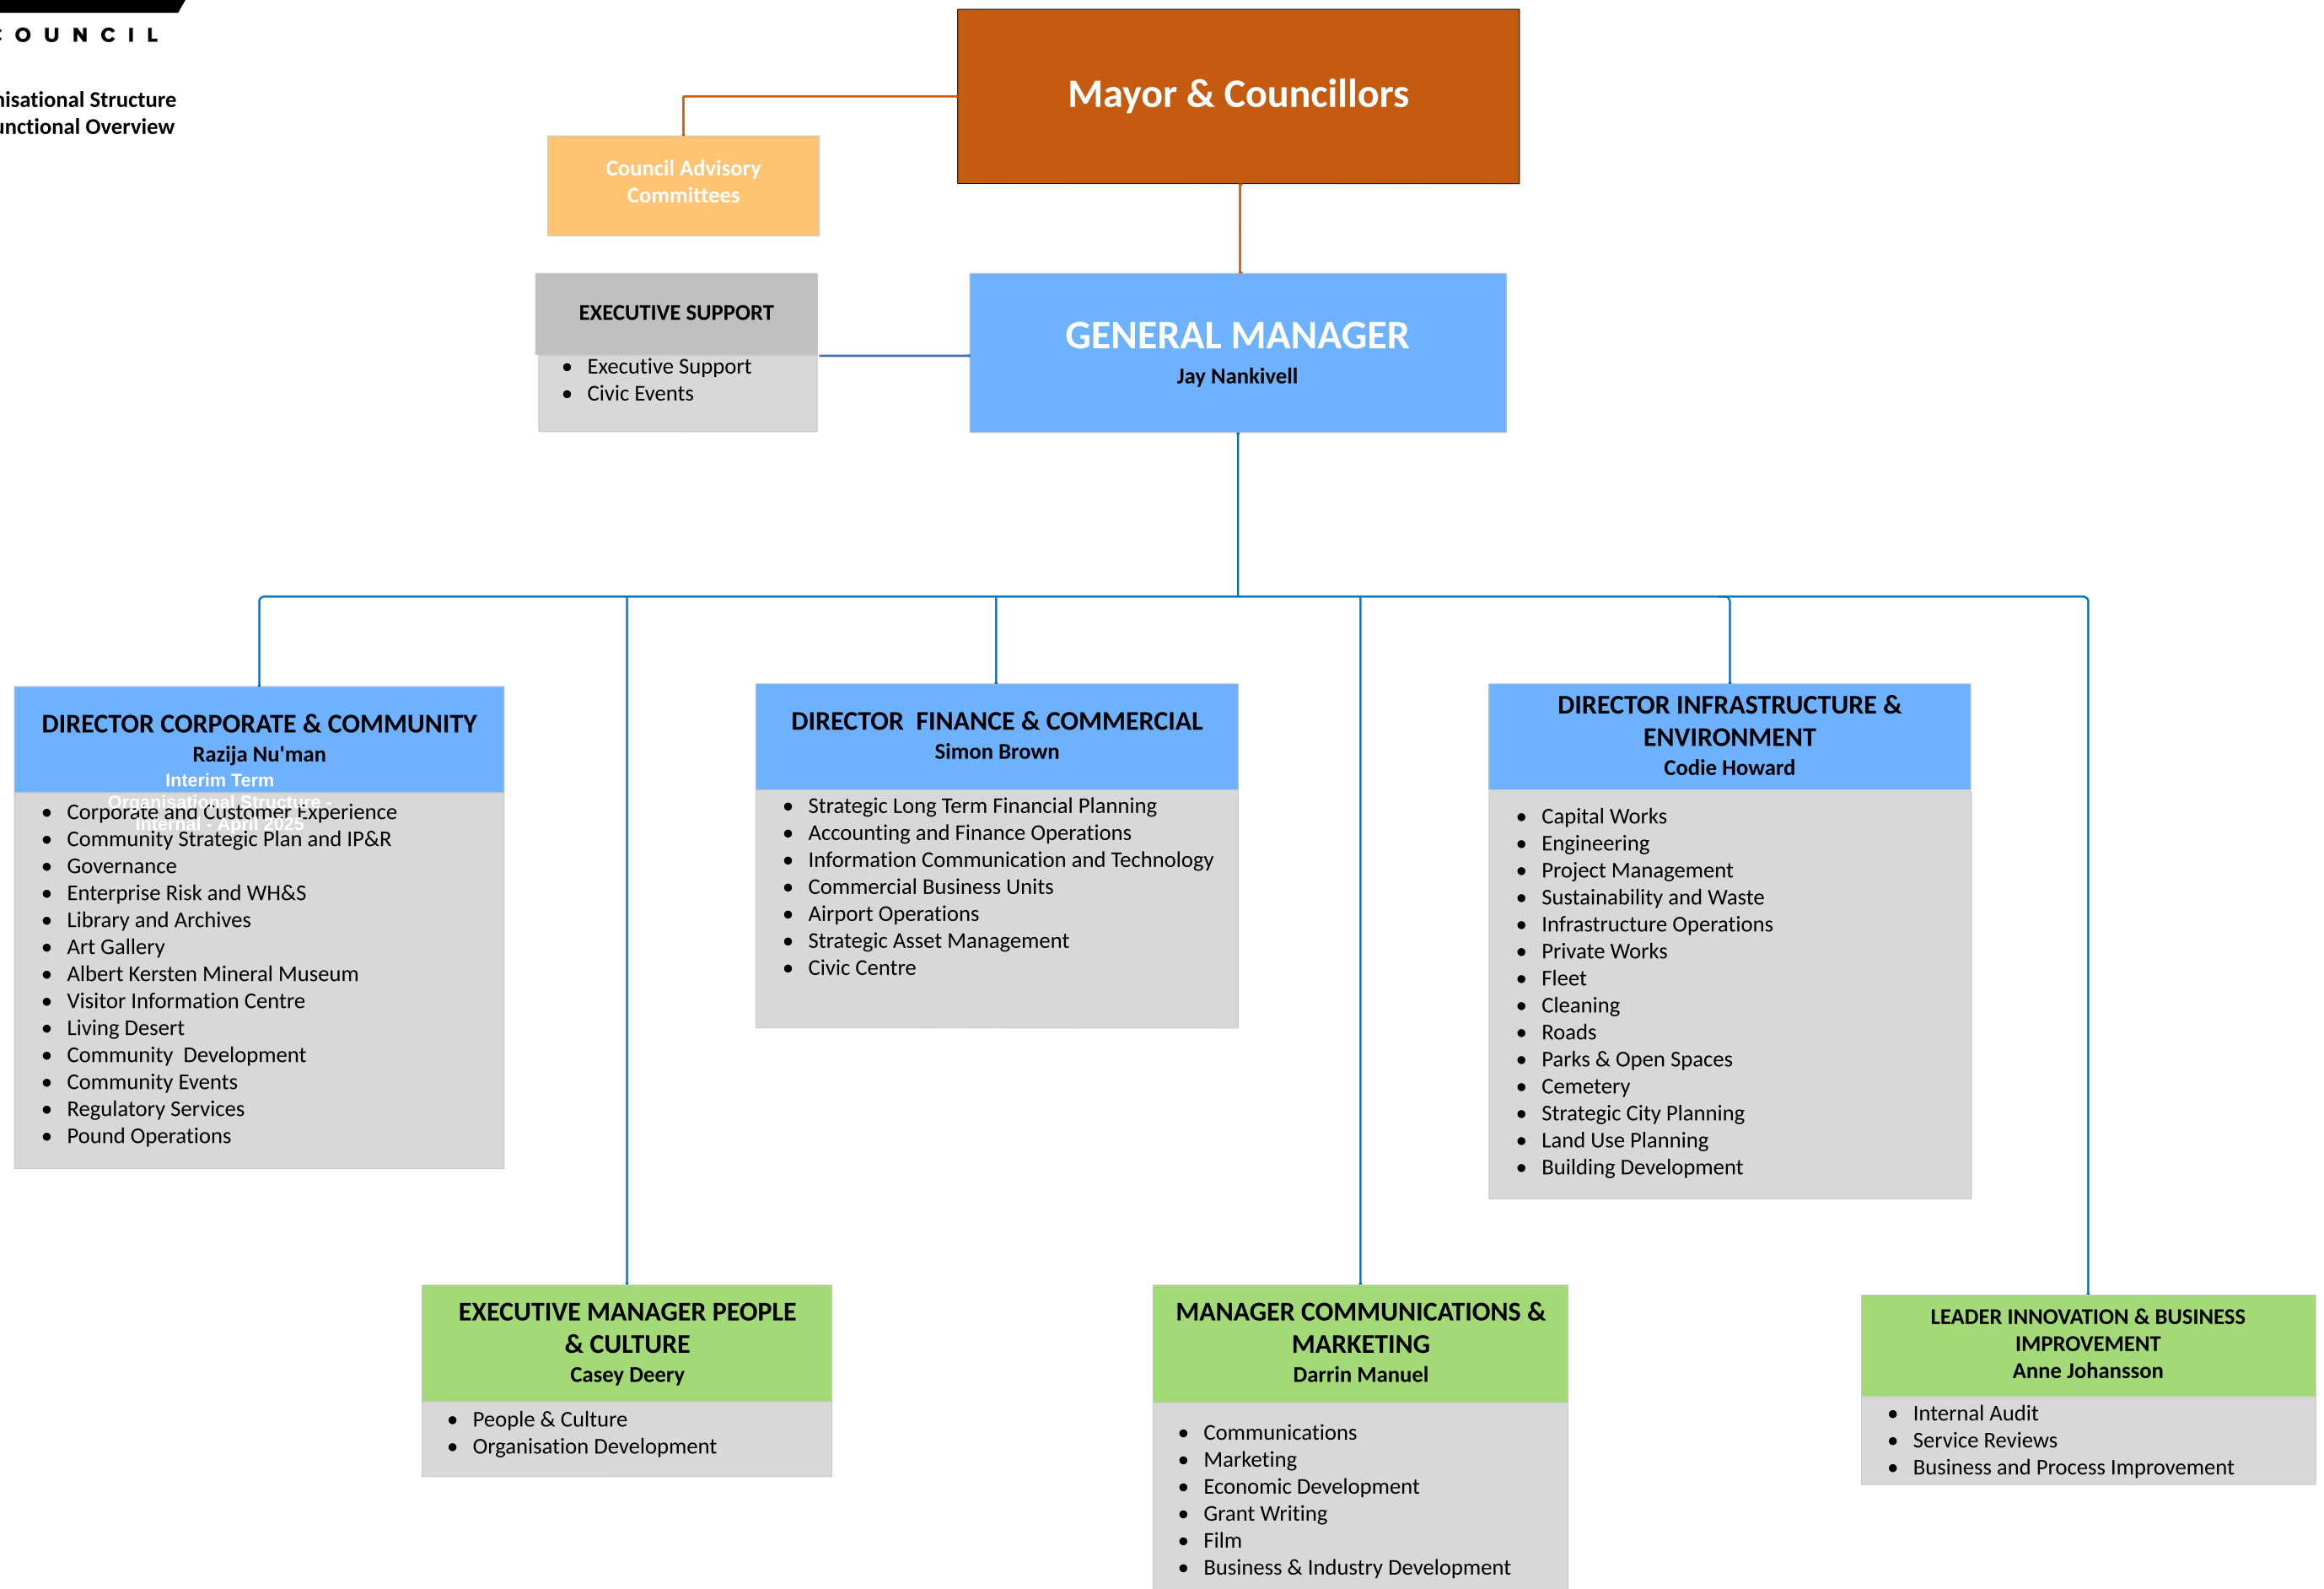 COUNCIL
nisational Structure
unctional Overview
Mayor & Councillors
Council Advisory
Committees
EXECUTIVE SUPPORT
• Executive Support
• Civic Events
GENERAL MANAGER
Jay Nankivell
DIRECTOR CORPORATE & COMMUNITY
Razija Nu'man
Interim Term
Organisational Structure -
Internal - April 2025
• Corporate and Customer Experience
• Community Strategic Plan and IP&R
• Governance
• Enterprise Risk and WH&S
• Library and Archives
• Art Gallery
• Albert Kersten Mineral Museum
• Visitor Information Centre
• Living Desert
• Community  Development
• Community Events
• Regulatory Services
• Pound Operations
DIRECTOR  FINANCE & COMMERCIAL
Simon Brown
• Strategic Long Term Financial Planning
• Accounting and Finance Operations
• Information Communication and Technology
• Commercial Business Units
• Airport Operations
• Strategic Asset Management
• Civic Centre
DIRECTOR INFRASTRUCTURE &
ENVIRONMENT
Codie Howard
• Capital Works
• Engineering
• Project Management
• Sustainability and Waste
• Infrastructure Operations
• Private Works
• Fleet
• Cleaning
• Roads
• Parks & Open Spaces
• Cemetery
• Strategic City Planning
• Land Use Planning
• Building Development
EXECUTIVE MANAGER PEOPLE
& CULTURE
Casey Deery
• People & Culture
• Organisation Development
MANAGER COMMUNICATIONS &
MARKETING
Darrin Manuel
• Communications
• Marketing
• Economic Development
• Grant Writing
• Film
• Business & Industry Development
LEADER INNOVATION & BUSINESS
IMPROVEMENT
Anne Johansson
• Internal Audit
• Service Reviews
• Business and Process Improvement